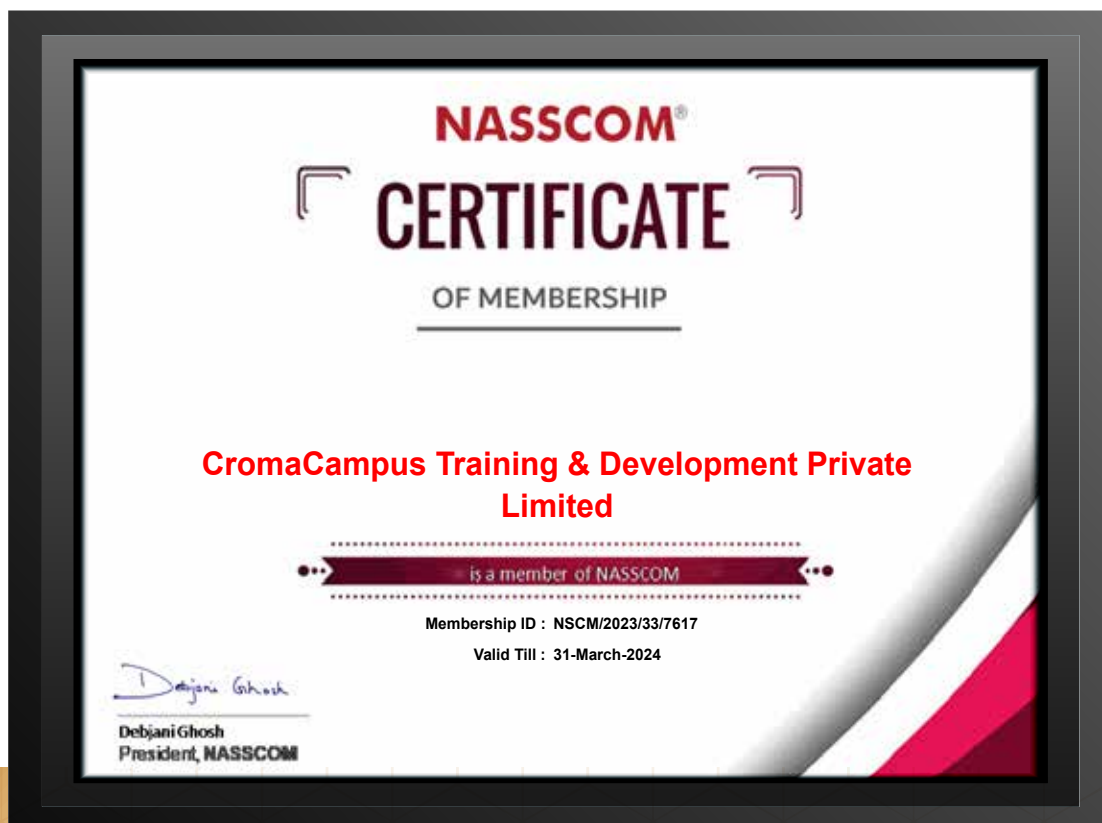 NASSCOM®
CERTIFICATE
OF MEMBERSHIP
CromaCampus Training & Development Private
Limited
is a member of NASSCOM
Membership ID : NSCM/2023/33/7617
Valid Till : 31-March-2024
Debjani Ghosh
Debjani Ghosh
President, NASSCOM